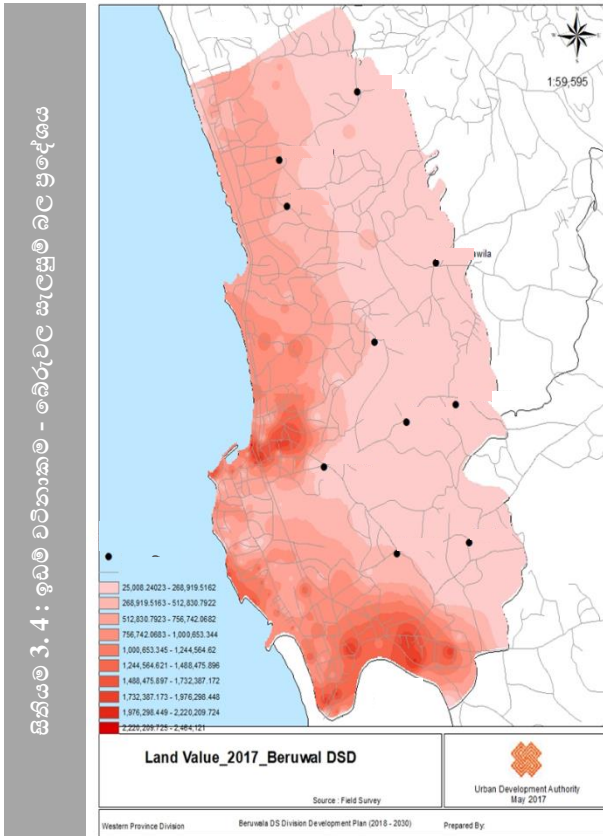 සිතියම 3. 4 : ඉඩම් වටිනාකම - බේරුවල සැලසුම් බල ප්‍රදේශය
1:59,595
wila
25,008.24023 - 268,919.5162
268,919.5163 - 512,830.7922
512,830.7923 - 756,742.0682
756,742.0683 - 1,000,653.344
1,000,653.345 - 1,244,564.62
1,244,564.621 - 1,488,475.896
1,488,475.897 - 1,732,387.172
1,732,387.173 - 1,976,298.448
1,976,298.449 - 2,220,209.724
2,220,209.725 - 2,464,121
Land Value_2017_Beruwal DSD
Source : Field Survey
Urban Development Authority
May 2017
Western Province Division
Beruwala DS Division Development Plan (2018 - 2030)
Prepared By: